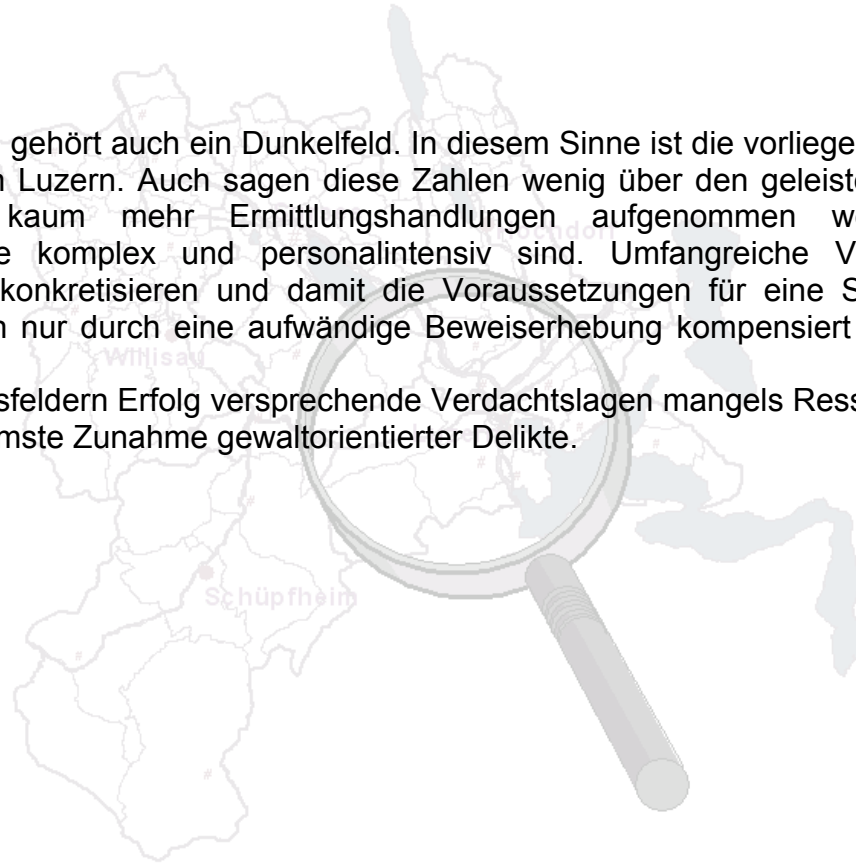 gehört auch ein Dunkelfeld. In diesem Sinne ist die vorliege
Luzern. Auch sagen diese Zahlen wenig über den geleist
kaum mehr Ermittlungshandlungen aufgenommen w
komplex und personalintensiv sind. Umfangreiche V
Hochdorf
konkretisieren und damit die Voraussetzungen für eine S
nur durch eine aufwändige Beweiserhebung kompensiert
Willisau
sfeldern Erfolg versprechende Verdachtslagen mangels Ress
mste Zunahme gewaltorientierter Delikte.
Schüpfheim